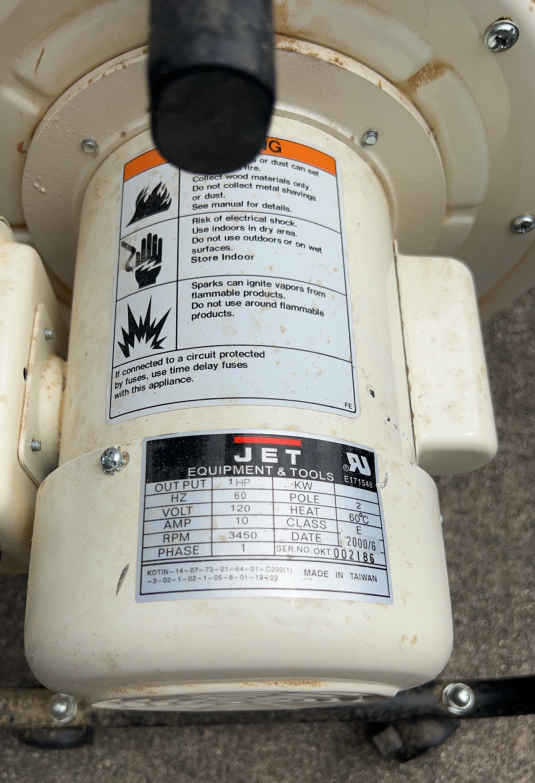 G
or dust can set
fire.
Collect wood materials only.
Do not collect metal shavings
or dust.
See manual for details.
Risk of electrical shock.
Use indoors in dry area.
Do not use outdoors or on wet
surfaces.
Store Indoor
Sparks can ignite vapors from
flammable products.
Do not use around flammable
products.
If connected to a circuit protected
by fuses, use time delay fuses
with this appliance.
FE
JET
EQUIPMENT & TOOLS
® E171548
OUTPUT 1 HP KW
HZ 60 POLE 2
VOLT 120 HEAT 60°C
AMP 10 CLASS E
RPM 3450 DATE 2000/6
PHASE 1 SER.NO. OKT 002186
MADE IN TAIWAN